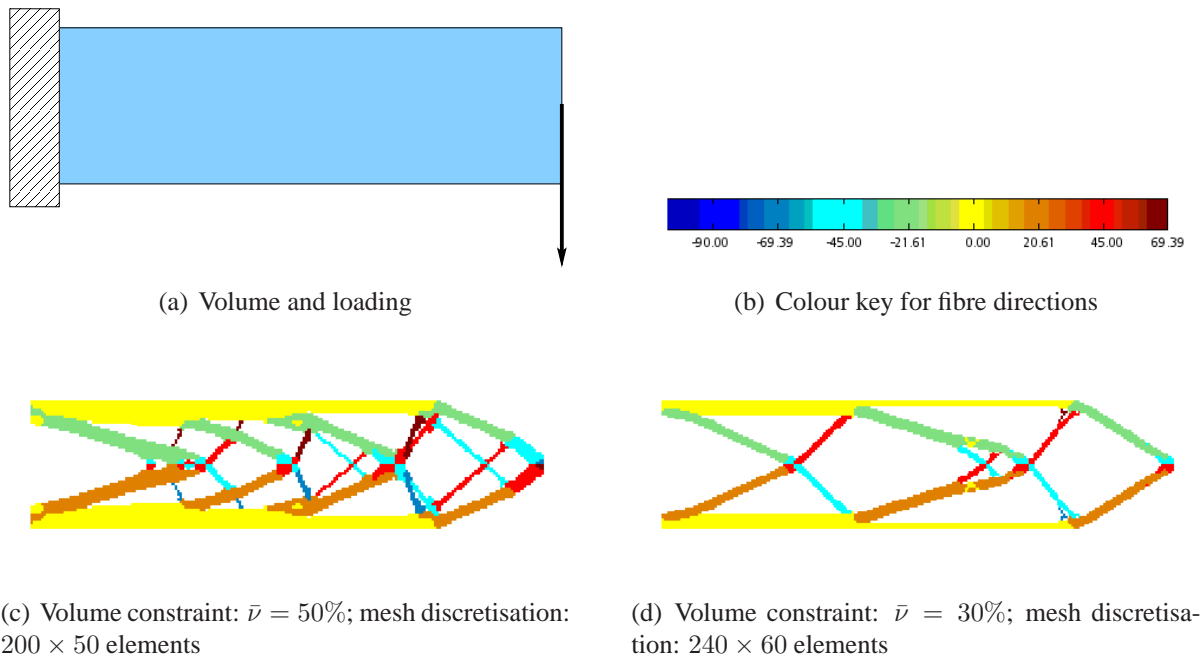 -90.00 -69.39 -45.00 -21.61 0.00 20.61 45.00 69.39
(a) Volume and loading
(b) Colour key for fibre directions
(c) Volume constraint: ν̄ = 50%; mesh discretisation:
200 × 50 elements
(d) Volume constraint: ν̄ = 30%; mesh discretisa-
tion: 240 × 60 elements